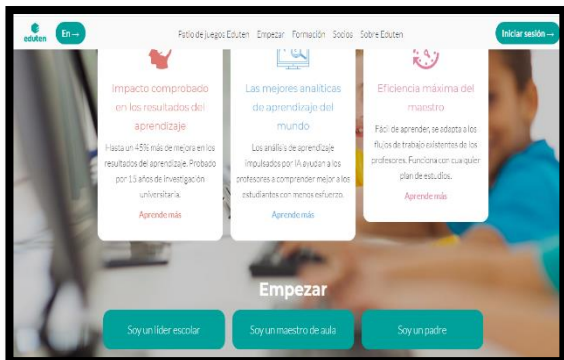 eduten
En→
Patio de juegos Eduten Empezar Formación Socios Sobre Eduten
Iniciar sesión→
Impacto comprobado
en los resultados del
aprendizaje
Hasta un 45% más de mejora en los
resultados del aprendizaje. Probado
por 15 años de investigación
universitaria.
Aprende más
Las mejores analíticas
de aprendizaje del
mundo
Los análisis de aprendizaje
impulsados por IA ayudan a los
profesores a comprender mejor a los
estudiantes con menos esfuerzo.
Aprende más
Eficiencia máxima del
maestro
Fácil de aprender, se adapta a los
flujos de trabajo existentes de los
profesores. Funciona con cualquier
plan de estudios.
Aprende más
Empezar
Soy un líder escolar
Soy un maestro de aula
Soy un padre